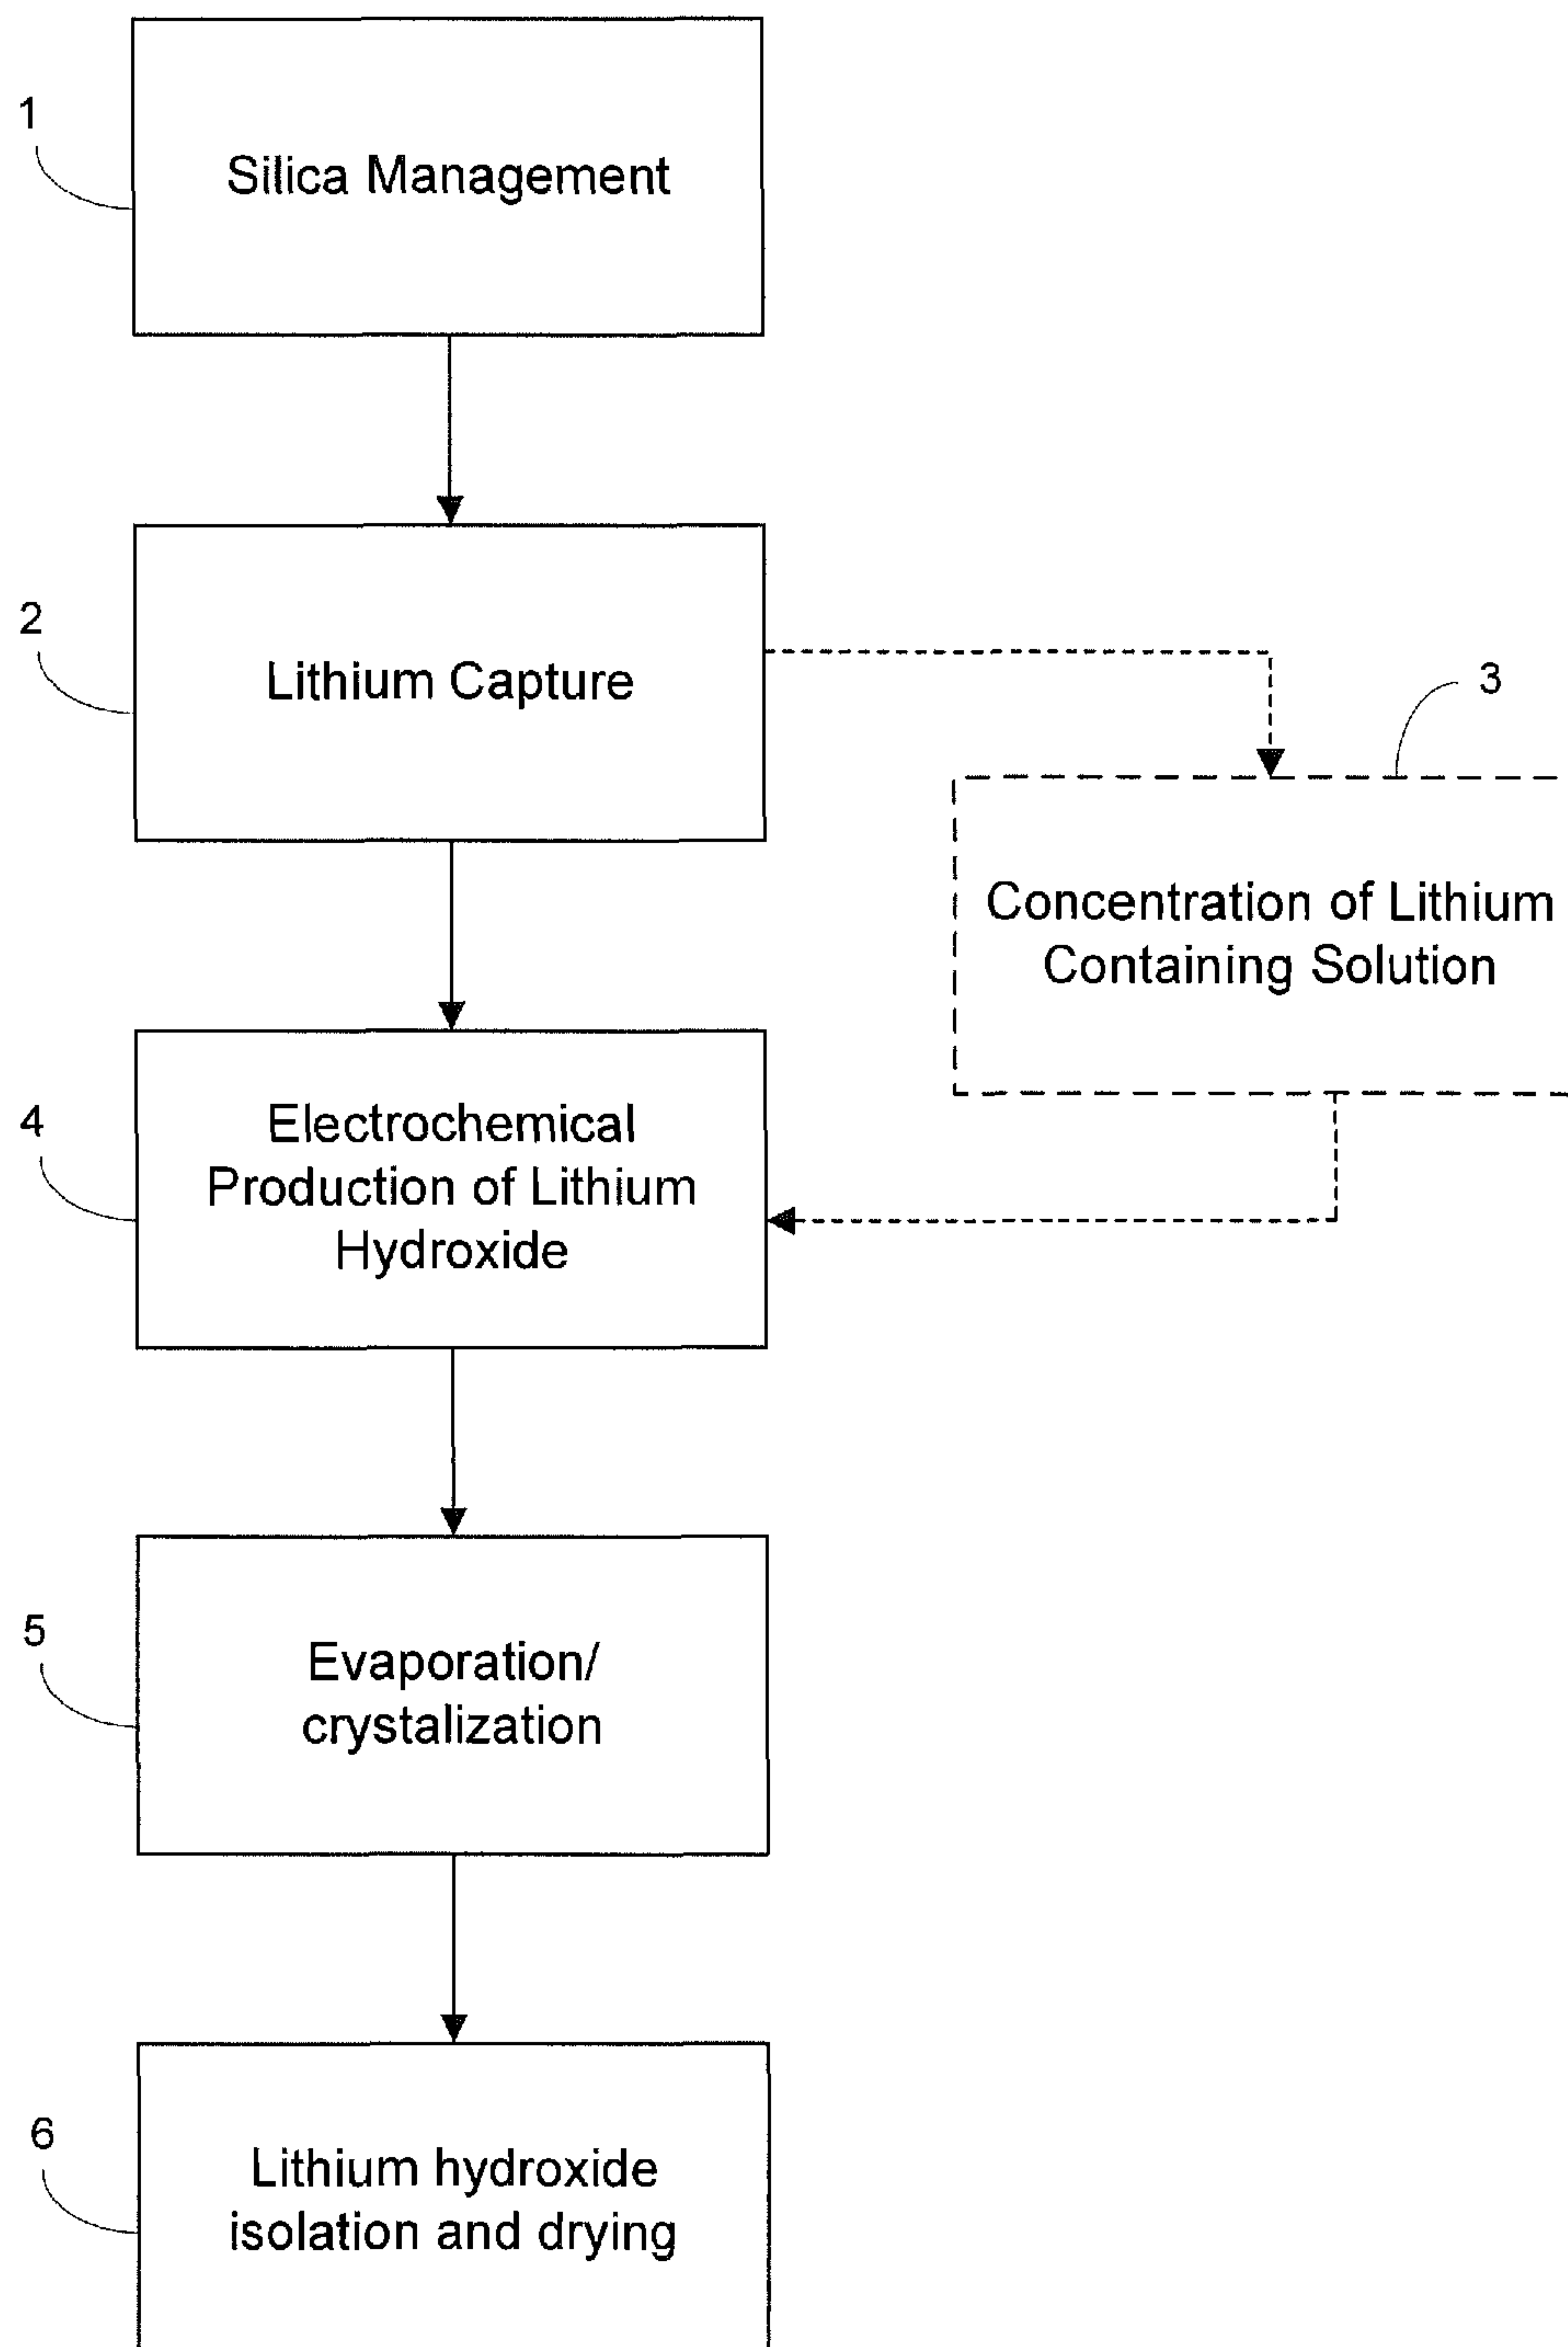 1
Silica Management
2
Lithium Capture
3
Concentration of Lithium
Containing Solution
4
Electrochemical
Production of Lithium
Hydroxide
5
Evaporation/
crystalization
6
Lithium hydroxide
isolation and drying